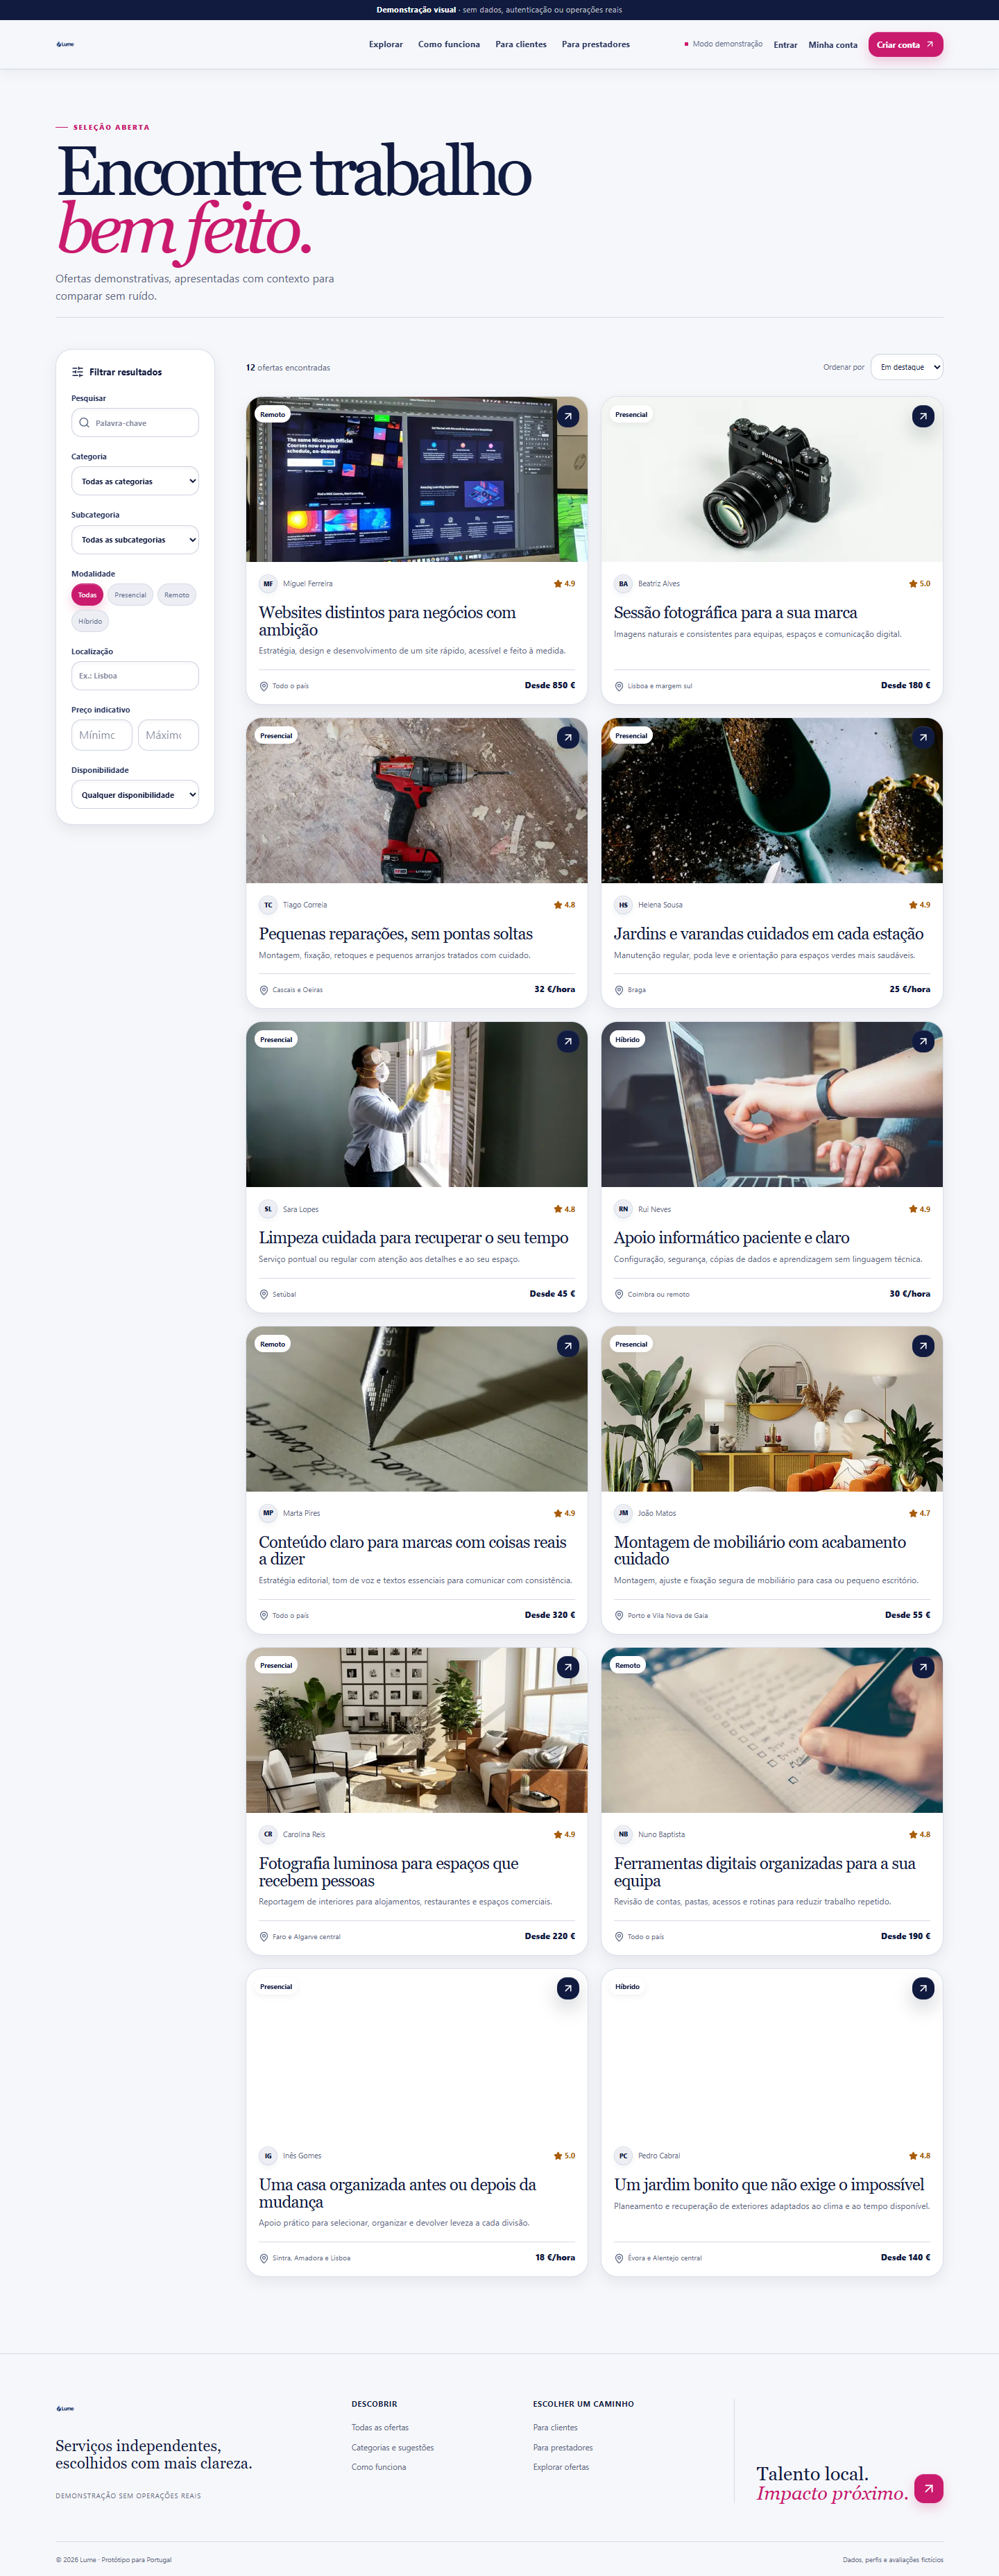 Demonstração visual · sem dados, autenticação ou operações reais
Lume
Explorar
Como funciona
Para clientes
Para prestadores
Modo demonstração
Entrar
Minha conta
Criar conta
SELEÇÃO ABERTA
Encontre trabalho
bem feito.
Ofertas demonstrativas, apresentadas com contexto para
comparar sem ruído.
Filtrar resultados
Pesquisar
Palavra-chave
Categoria
Todas as categorias
Subcategoria
Todas as subcategorias
Modalidade
Todas
Presencial
Remoto
Híbrido
Localização
Ex.: Lisboa
Preço indicativo
Disponibilidade
Qualquer disponibilidade
12 ofertas encontradas
Ordenar por
Em destaque
Remoto
MF
Miguel Ferreira
4.9
Websites distintos para negócios com
ambição
Estratégia, design e desenvolvimento de um site rápido, acessível e feito à medida.
Todo o país
Desde 850 €
Presencial
FUJIFILM
BA
Beatriz Alves
5.0
Sessão fotográfica para a sua marca
Imagens naturais e consistentes para equipas, espaços e comunicação digital.
Lisboa e margem sul
Desde 180 €
Presencial
TC
Tiago Correia
4.8
Pequenas reparações, sem pontas soltas
Montagem, fixação, retoques e pequenos arranjos tratados com cuidado.
Cascais e Oeiras
32 €/hora
Presencial
HS
Helena Sousa
4.9
Jardins e varandas cuidados em cada estação
Manutenção regular, poda leve e orientação para espaços verdes mais saudáveis.
Braga
25 €/hora
Presencial
SL
Sara Lopes
4.8
Limpeza cuidada para recuperar o seu tempo
Serviço pontual ou regular com atenção aos detalhes e ao seu espaço.
Setúbal
Desde 45 €
Híbrido
RN
Rui Neves
4.9
Apoio informático paciente e claro
Configuração, segurança, cópias de dados e aprendizagem sem linguagem técnica.
Coimbra ou remoto
30 €/hora
Remoto
MP
Marta Pires
4.9
Conteúdo claro para marcas com coisas reais
a dizer
Estratégia editorial, tom de voz e textos essenciais para comunicar com consistência.
Todo o país
Desde 320 €
Presencial
JM
João Matos
4.7
Montagem de mobiliário com acabamento
cuidado
Montagem, ajuste e fixação segura de mobiliário para casa ou pequeno escritório.
Porto e Vila Nova de Gaia
Desde 55 €
Presencial
CR
Carolina Reis
4.9
Fotografia luminosa para espaços que
recebem pessoas
Reportagem de interiores para alojamentos, restaurantes e espaços comerciais.
Faro e Algarve central
Desde 220 €
Remoto
NB
Nuno Baptista
4.8
Ferramentas digitais organizadas para a sua
equipa
Revisão de contas, pastas, acessos e rotinas para reduzir trabalho repetido.
Todo o país
Desde 190 €
Presencial
IG
Inês Gomes
5.0
Uma casa organizada antes ou depois da
mudança
Apoio prático para selecionar, organizar e devolver leveza a cada divisão.
Sintra, Amadora e Lisboa
18 €/hora
Híbrido
PC
Pedro Cabral
4.8
Um jardim bonito que não exige o impossível
Planeamento e recuperação de exteriores adaptados ao clima e ao tempo disponível.
Évora e Alentejo central
Desde 140 €
Lume
Serviços independentes,
escolhidos com mais clareza.
DEMONSTRAÇÃO SEM OPERAÇÕES REAIS
DESCOBRIR
Todas as ofertas
Categorias e sugestões
Como funciona
ESCOLHER UM CAMINHO
Para clientes
Para prestadores
Explorar ofertas
Talento local.
Impacto próximo.
© 2026 Lume · Protótipo para Portugal
Dados, perfis e avaliações fictícios